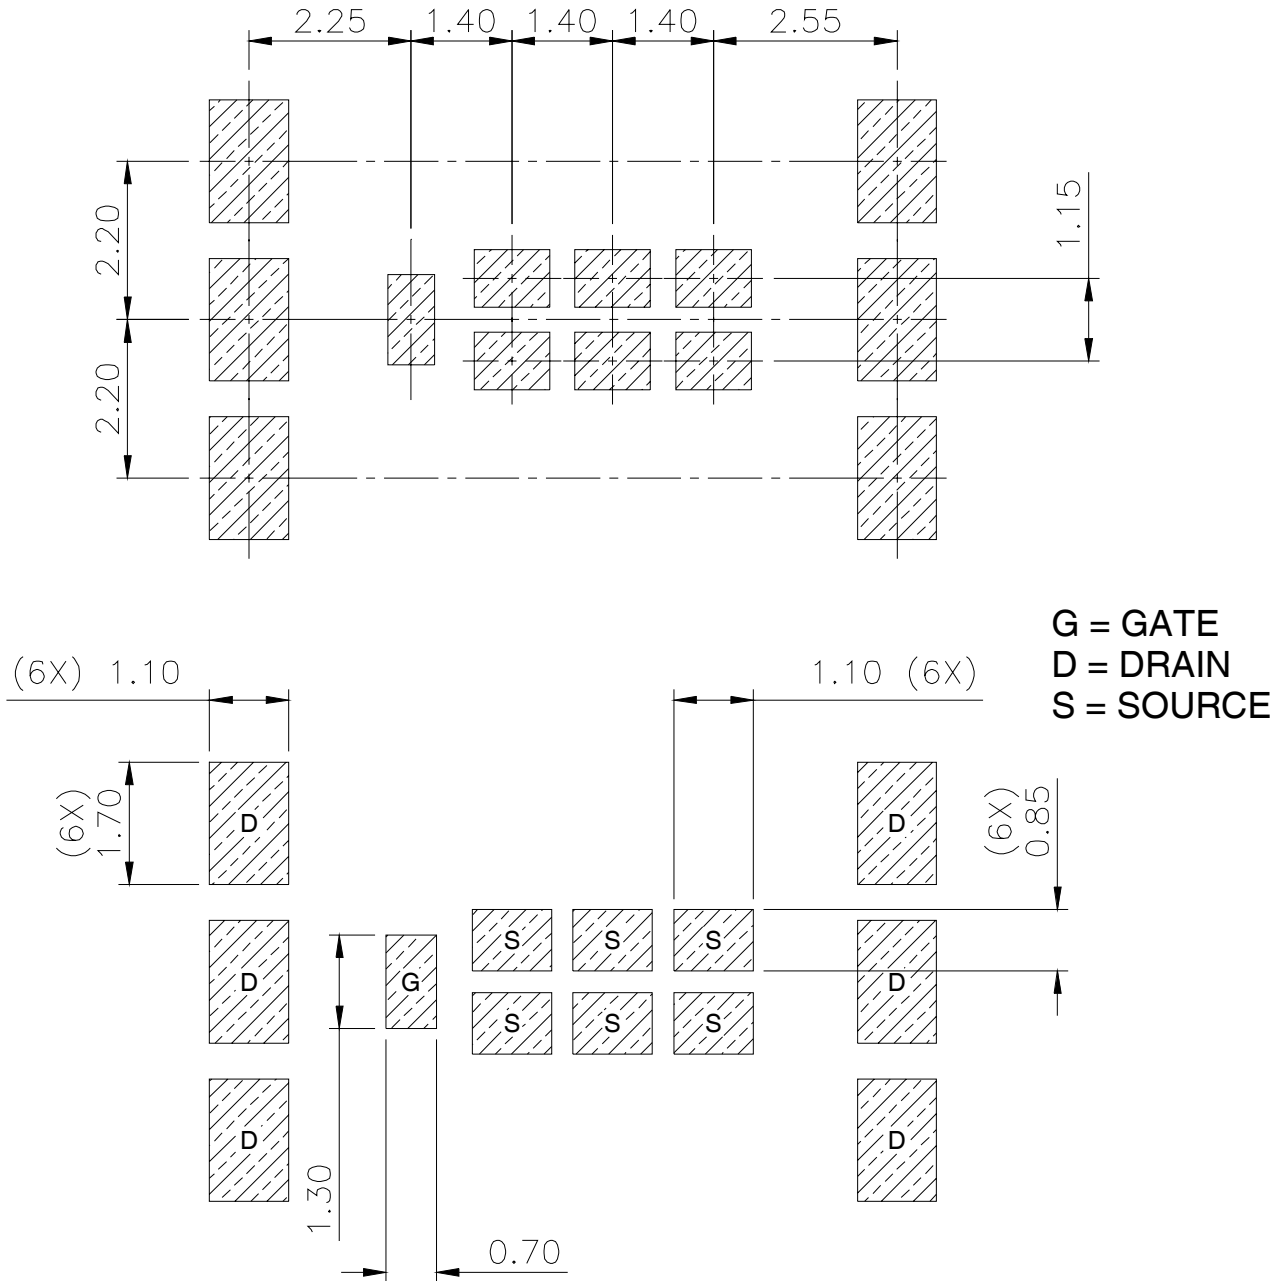 2.25 1.40 1.40 1.40 2.55
2.20
1.15
2.20
G = GATE
D = DRAIN
S = SOURCE
(6X) 1.10
1.10 (6X)
(6X)
1.70
(6X)
0.85
D D
S S S
D G D
S S S
D D
1.30
0.70